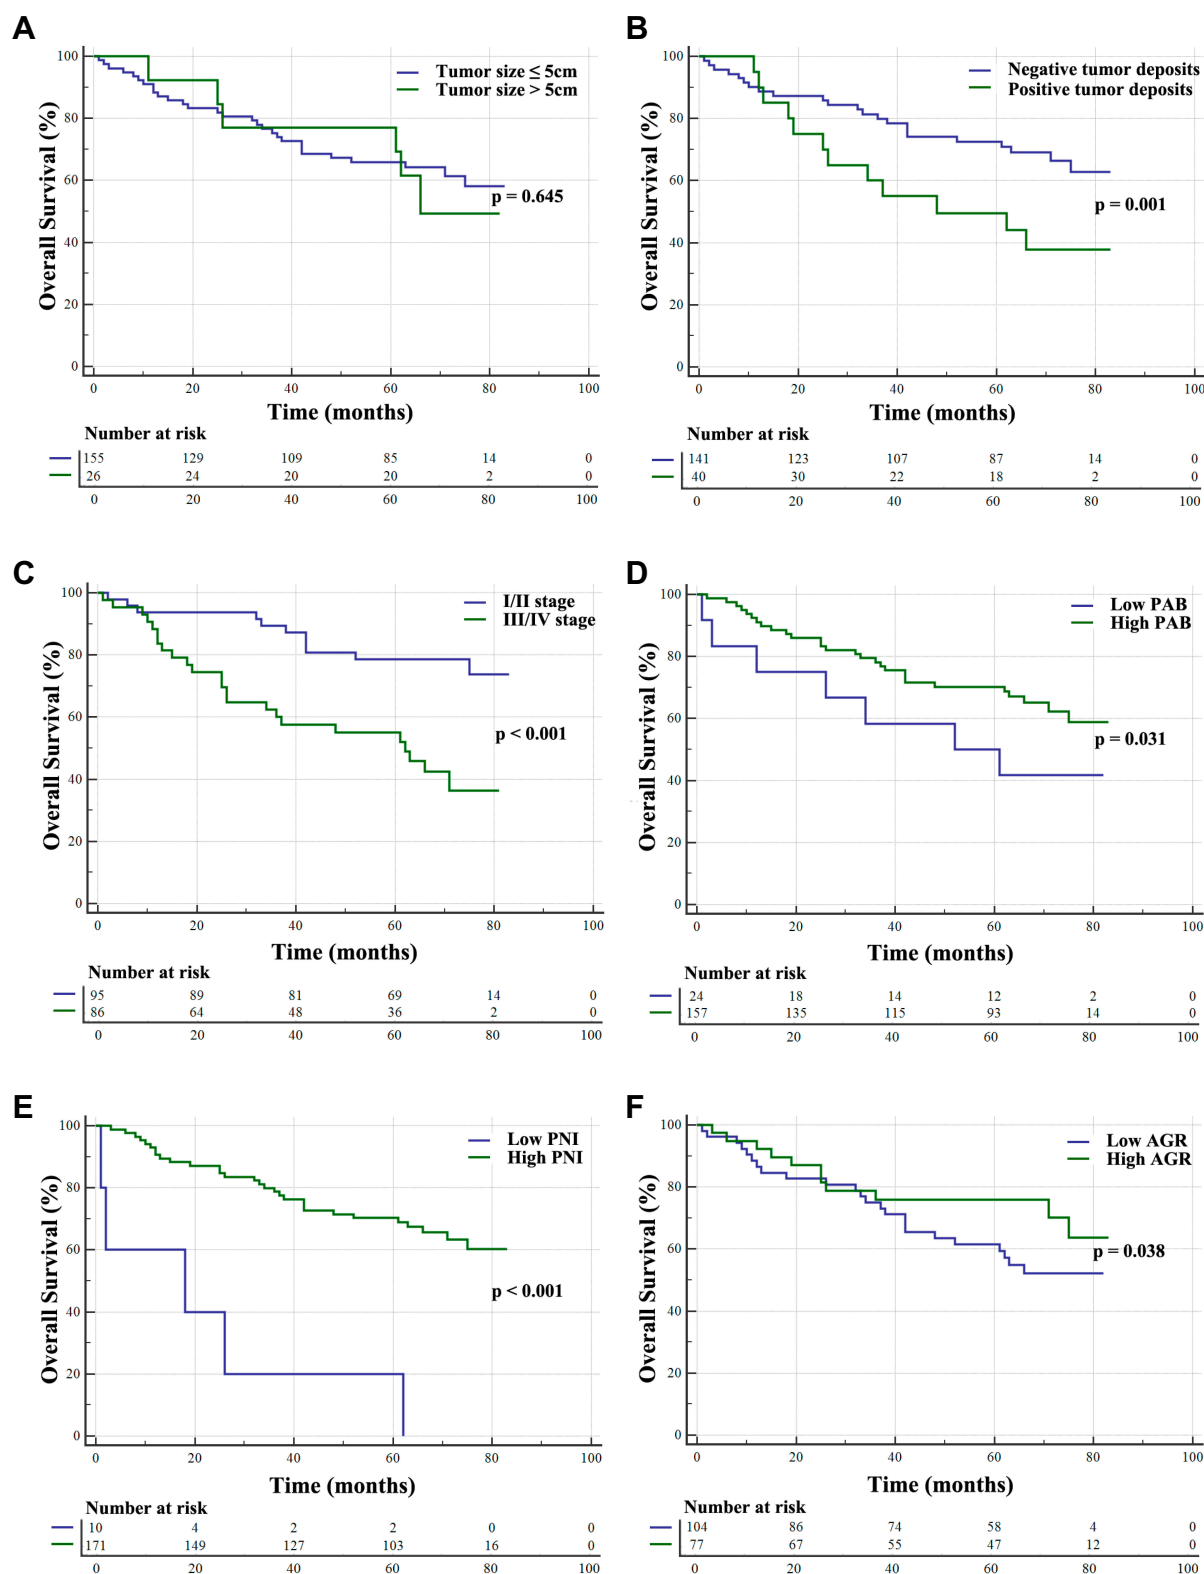 A
Overall Survival (%)
100
80
60
40
20
0
Tumor size ≤ 5cm
Tumor size > 5cm
p = 0.645
0 20 40 60 80 100
Time (months)
Number at risk
155 129 109 85 14 0
26 24 20 20 2 0
0 20 40 60 80 100
B
Overall Survival (%)
100
80
60
40
20
0
Negative tumor deposits
Positive tumor deposits
p = 0.001
0 20 40 60 80 100
Time (months)
Number at risk
141 123 107 87 14 0
40 30 22 18 2 0
0 20 40 60 80 100
C
Overall Survival (%)
100
80
60
40
20
0
I/II stage
III/IV stage
p < 0.001
0 20 40 60 80 100
Time (months)
Number at risk
95 89 81 69 14 0
86 64 48 36 2 0
0 20 40 60 80 100
D
Overall Survival (%)
100
80
60
40
20
0
Low PAB
High PAB
p = 0.031
0 20 40 60 80 100
Time (months)
Number at risk
24 18 14 12 2 0
157 135 115 93 14 0
0 20 40 60 80 100
E
Overall Survival (%)
100
80
60
40
20
0
Low PNI
High PNI
p < 0.001
0 20 40 60 80 100
Time (months)
Number at risk
10 4 2 2 0 0
171 149 127 103 16 0
0 20 40 60 80 100
F
Overall Survival (%)
100
80
60
40
20
0
Low AGR
High AGR
p = 0.038
0 20 40 60 80 100
Time (months)
Number at risk
104 86 74 58 4 0
77 67 55 47 12 0
0 20 40 60 80 100